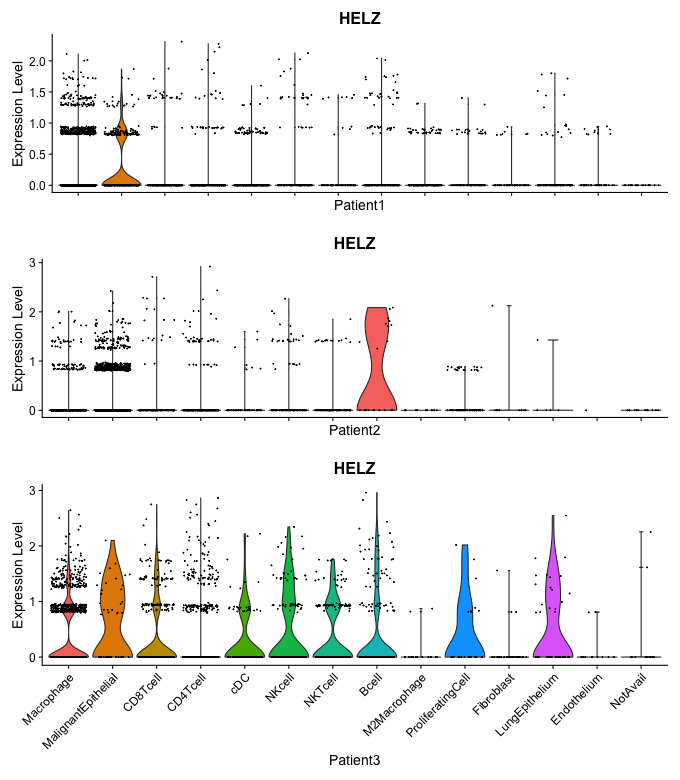 HELZ
Expression Level
2.0
1.5
1.0
0.5
0.0
Patient1
HELZ
Expression Level
3
2
1
0
Patient2
HELZ
Expression Level
3
2
1
0
Macrophage
MalignantEpithelial
CD8Tcell
CD4Tcell
cDC
NKcell
NKTcell
Bcell
M2Macrophage
ProliferatingCell
Fibroblast
LungEpithelium
Endothelium
NotAvail
Patient3